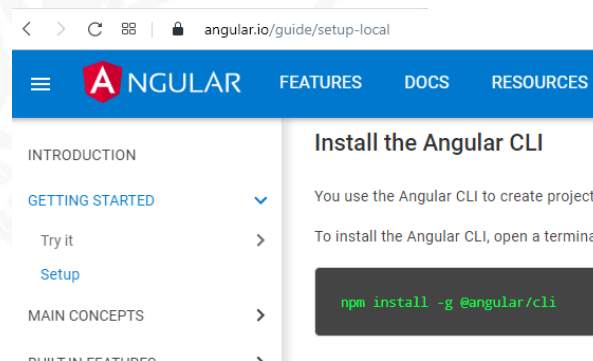 angular.io/guide/setup-local
ANGULAR FEATURES DOCS RESOURCES
INTRODUCTION
GETTING STARTED
Try it
Setup
MAIN CONCEPTS
Install the Angular CLI
You use the Angular CLI to create project
To install the Angular CLI, open a termina
npm install -g @angular/cli